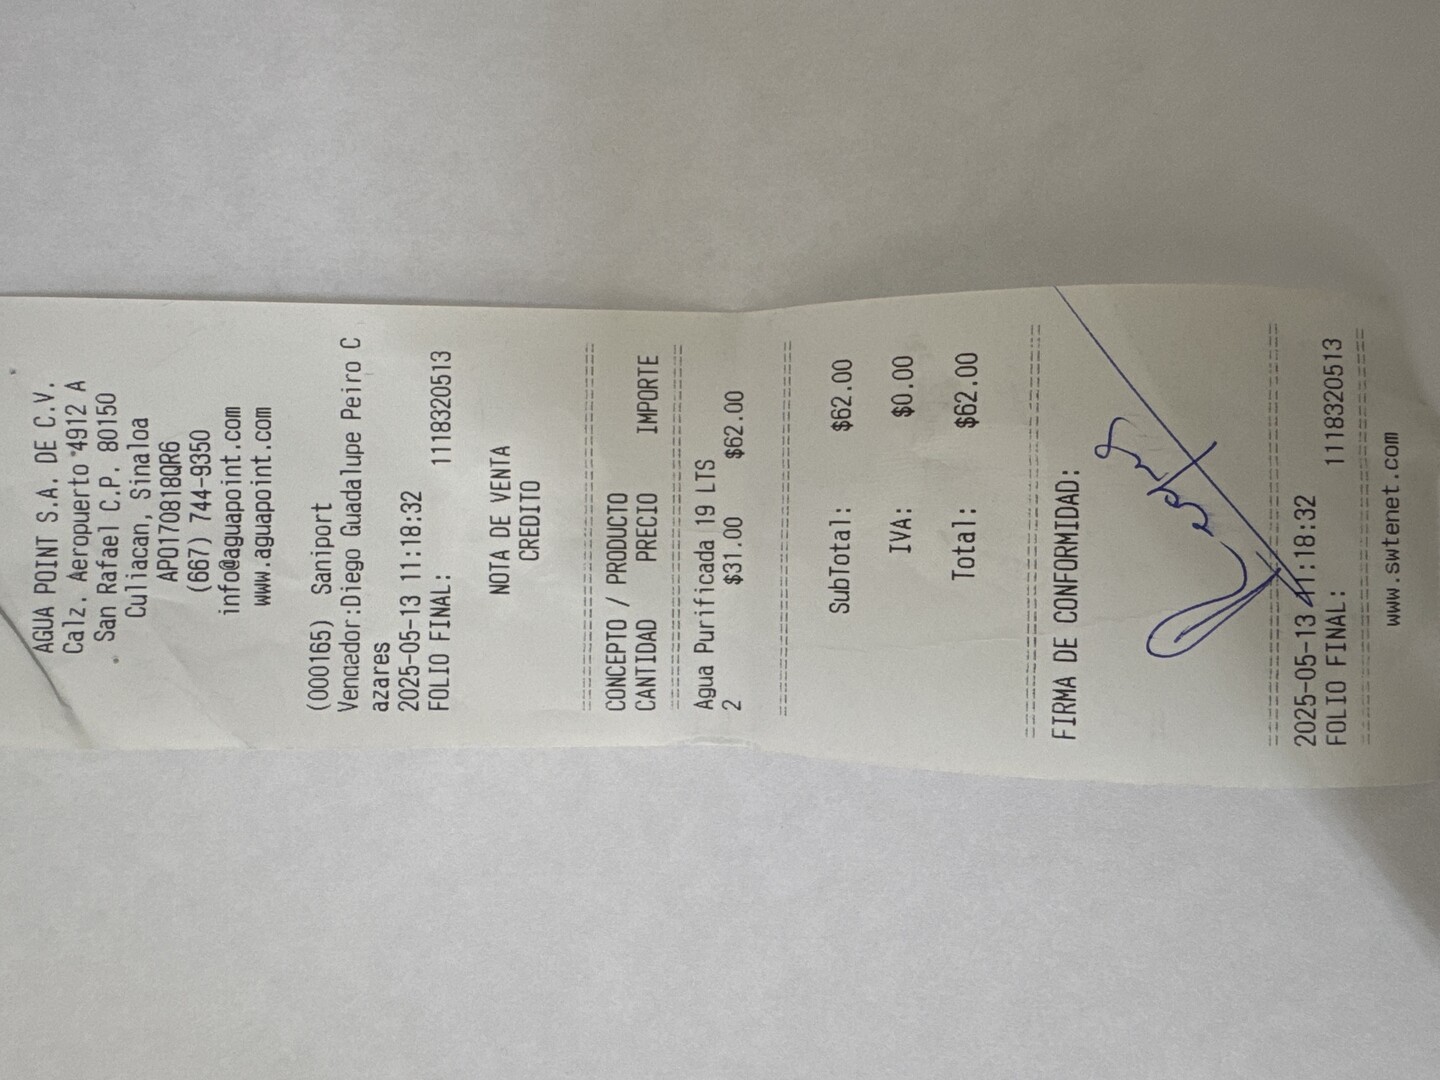 AGUA POINT S.A. DE C.V.
Calz. Aeropuerto 4912 A
San Rafael C.P. 80150
Culiacan, Sinaloa
APO170818QR6
(667) 744-9350
info@aguapoint.com
www.aguapoint.com
(000165) Saniport
Vendador:Diego Guadalupe Peiro C
azares
2025-05-13 11:18:32
FOLIO FINAL: 1118320513
NOTA DE VENTA
CREDITO
================================
CONCEPTO / PRODUCTO
CANTIDAD PRECIO IMPORTE
================================
Agua Purificada 19 LTS
2 $31.00 $62.00
================================
SubTotal: $62.00
IVA: $0.00
Total: $62.00
================================
FIRMA DE CONFORMIDAD:
================================
2025-05-13 11:18:32
FOLIO FINAL: 1118320513
================================
www.swtenet.com